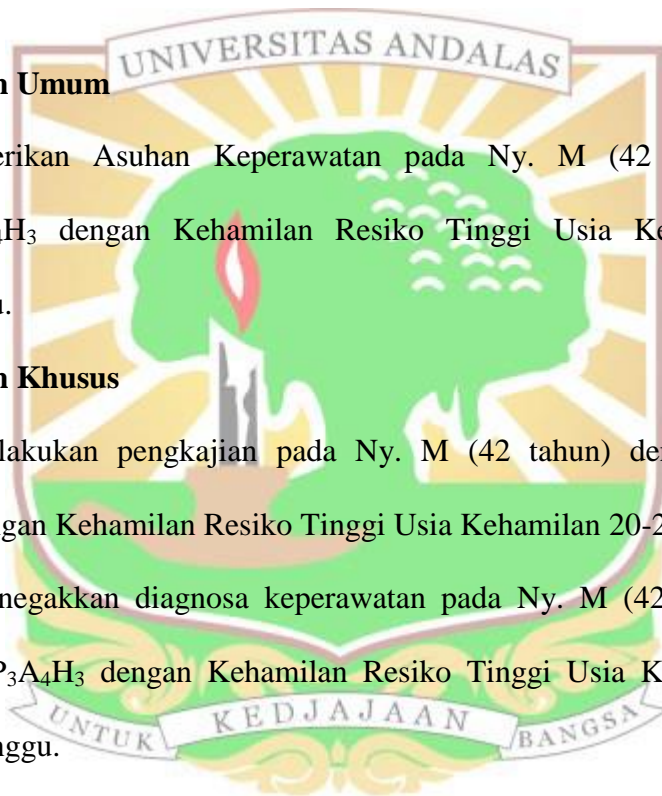 UNIVERSITAS ANDALAS
n Umum
erikan Asuhan Keperawatan pada Ny. M (42
H₃ dengan Kehamilan Resiko Tinggi Usia Ke
u.
n Khusus
lakukan pengkajian pada Ny. M (42 tahun) de
ngan Kehamilan Resiko Tinggi Usia Kehamilan 20-2
negakkan diagnosa keperawatan pada Ny. M (42
P₃A₄H₃ dengan Kehamilan Resiko Tinggi Usia K
UNTUK KEDJAJAAN BANGSA
nggu.